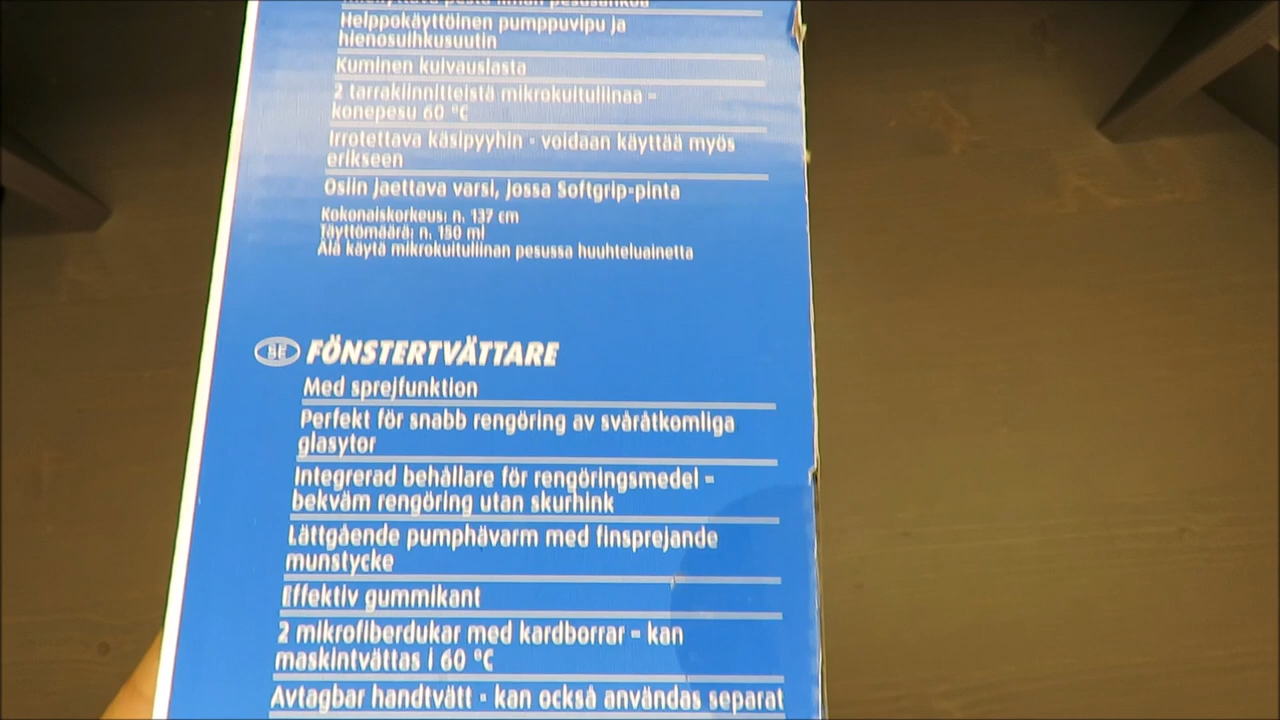 Helppokäyttöinen pumppuvipu ja
hienosuihkusuutin
Kuminen kuivauslasta
2 tarrakiinnitteistä mikrokuituliinaa -
konepesu 60 °C
Irrotettava käsipyyhin - voidaan käyttää myös
erikseen
Osiin jaettava varsi, jossa Softgrip-pinta
Kokonaiskorkeus: n. 137 cm
Täyttömäärä: n. 150 ml
Älä käytä mikrokuituliinan pesussa huuhteluainetta
SE FÖNSTERTVÄTTARE
Med sprejfunktion
Perfekt för snabb rengöring av svåråtkomliga
glasytor
Integrerad behållare för rengöringsmedel -
bekväm rengöring utan skurhink
Lättgående pumphävarm med finsprejande
munstycke
Effektiv gummikant
2 mikrofiberdukar med kardborrar - kan
maskintvättas i 60 °C
Avtagbar handtvätt - kan också användas separat